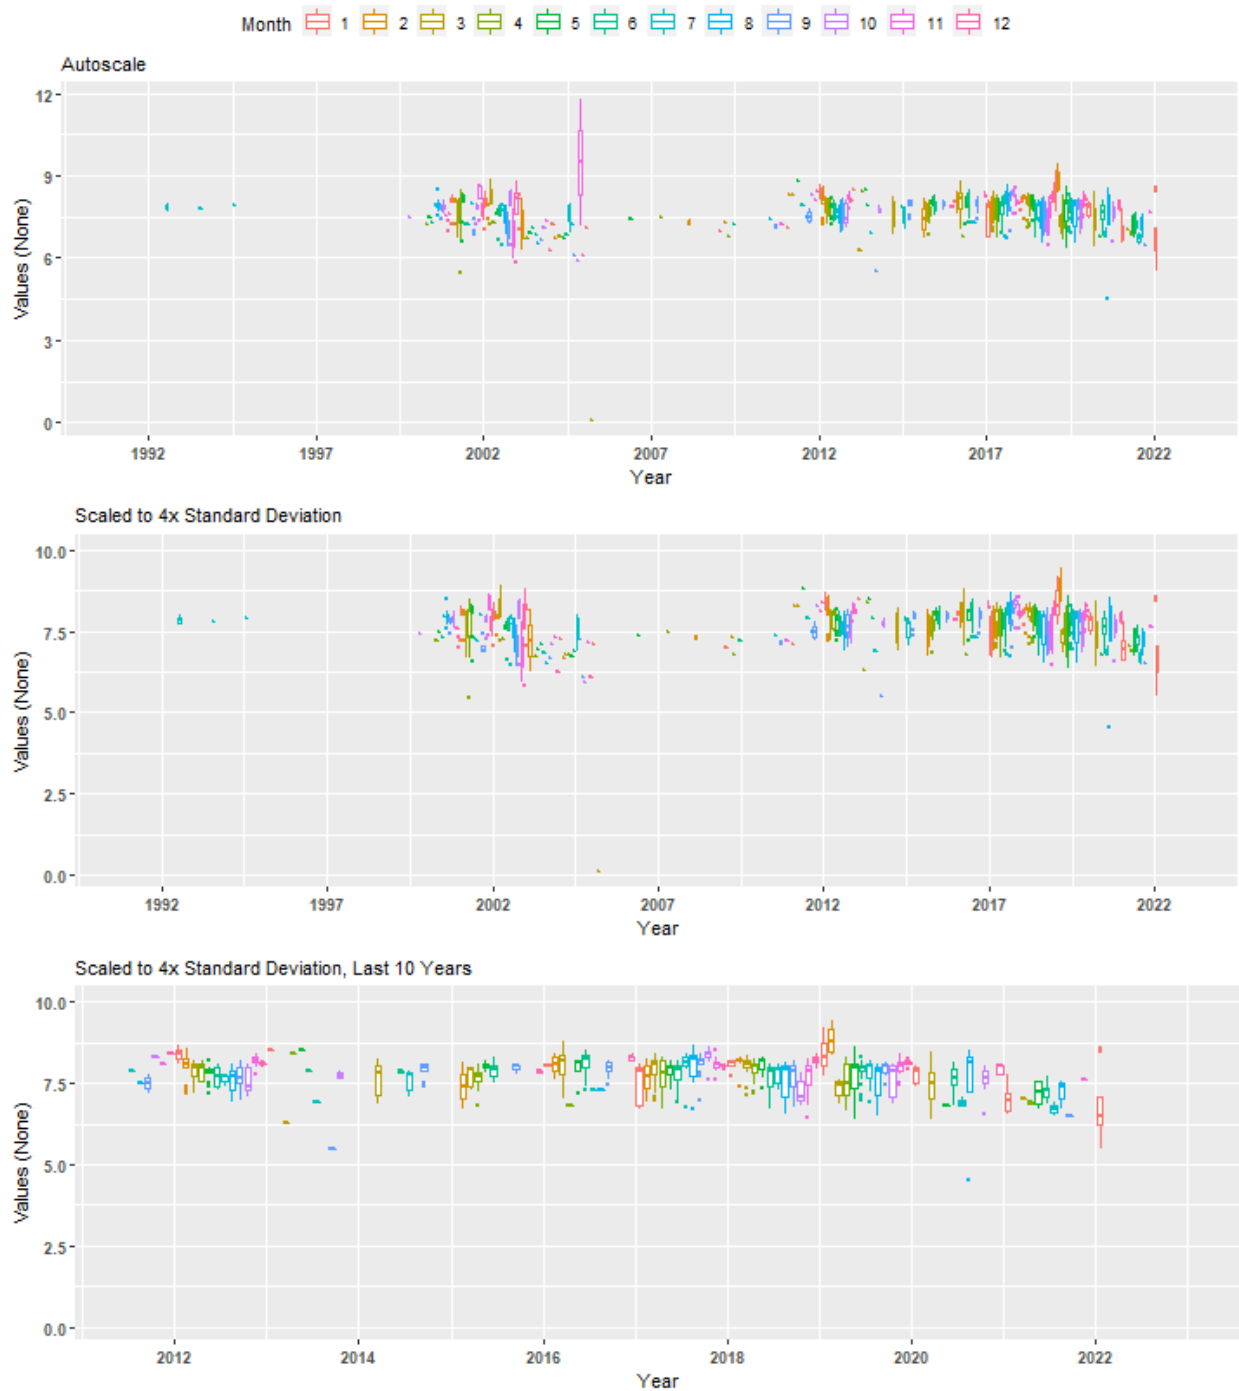 Month 1 2 3 4 5 6 7 8 9 10 11 12
Autoscale
12
9
6
3
0
Values (None)
1992 1997 2002 2007 2012 2017 2022
Year
Scaled to 4x Standard Deviation
10.0
7.5
5.0
2.5
0.0
Values (None)
1992 1997 2002 2007 2012 2017 2022
Year
Scaled to 4x Standard Deviation, Last 10 Years
10.0
7.5
5.0
2.5
0.0
Values (None)
2012 2014 2016 2018 2020 2022
Year